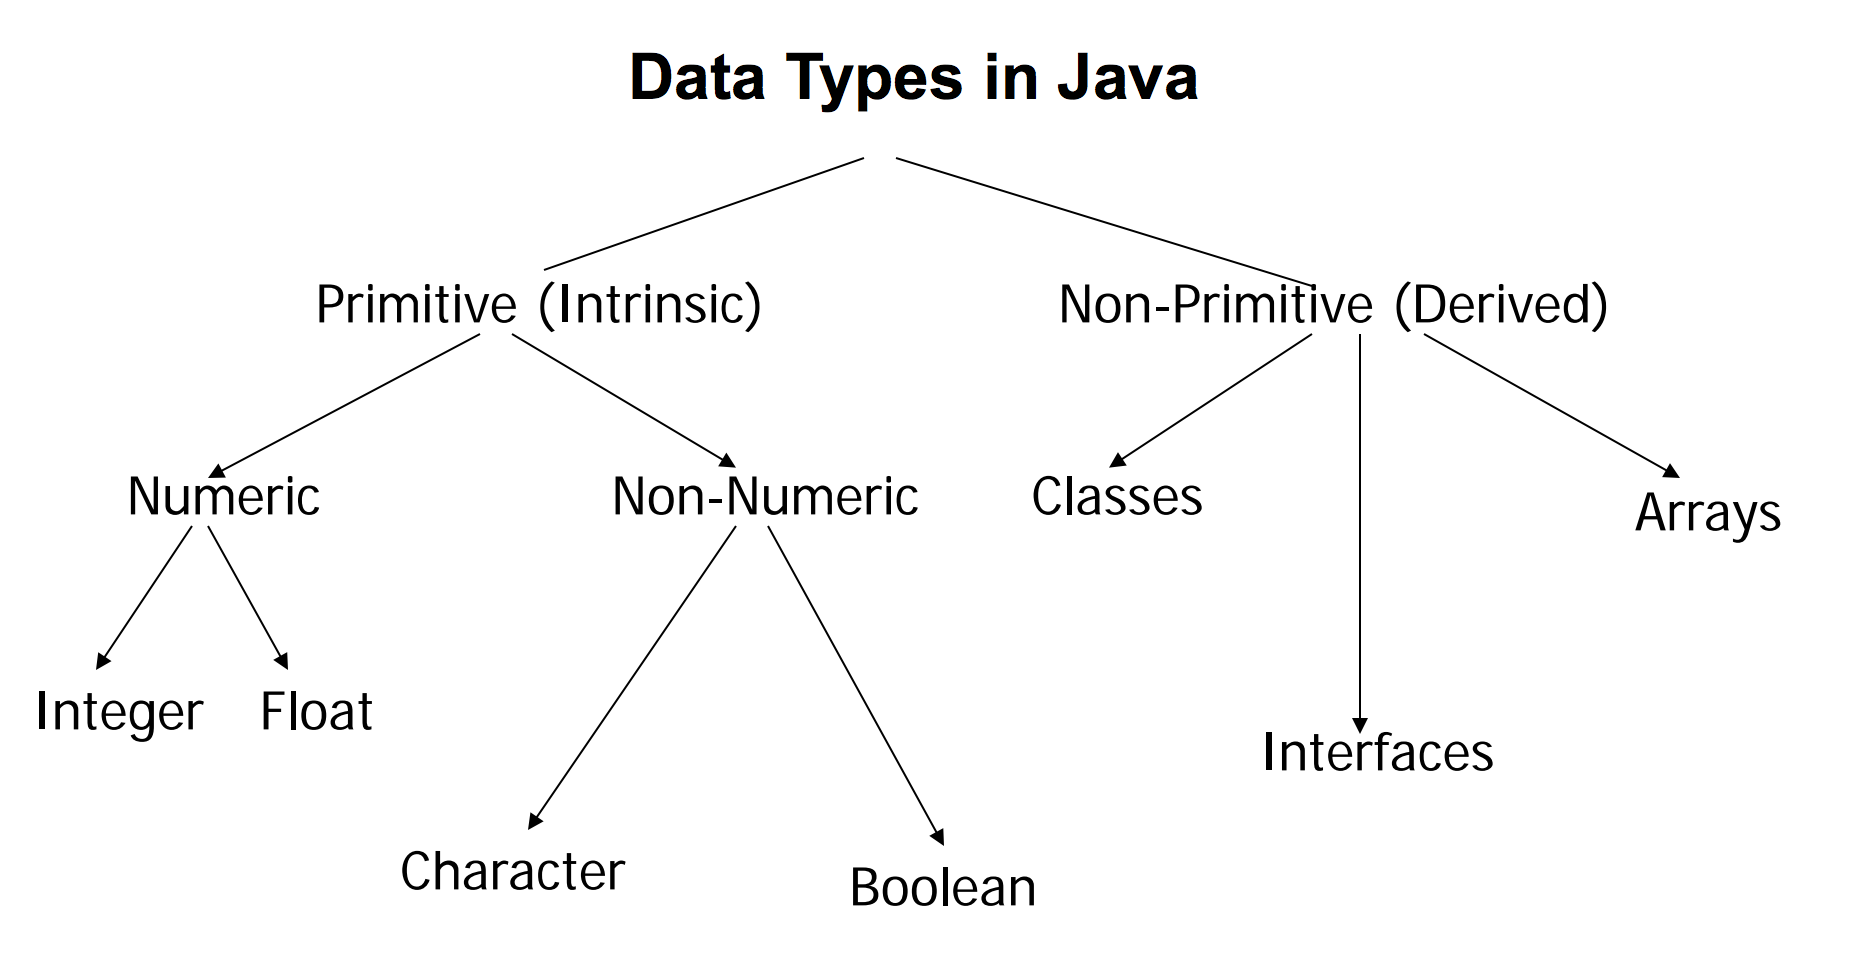 Data Types in Java
Primitive (Intrinsic)
Non-Primitive (Derived)
Numeric
Non-Numeric
Classes
Arrays
Integer
Float
Interfaces
Character
Boolean